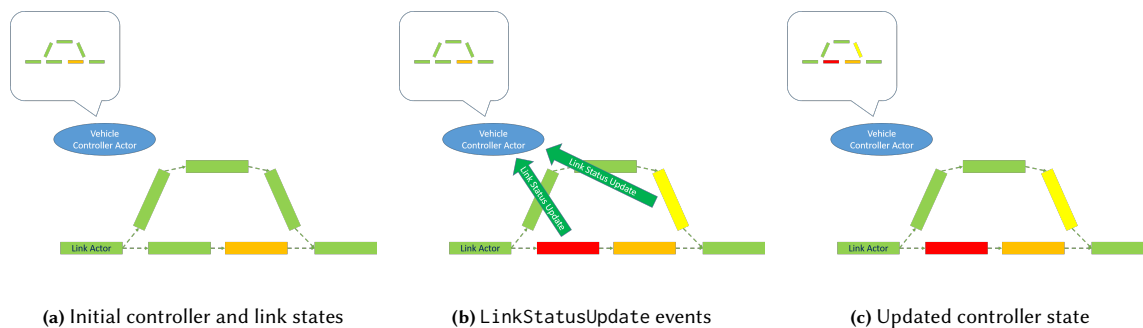 Vehicle
Controller Actor
Link Actor
(a) Initial controller and link states
Vehicle
Controller Actor
Link Status Update
Link Status Update
Link Actor
(b) LinkStatusUpdate events
Vehicle
Controller Actor
Link Actor
(c) Updated controller state